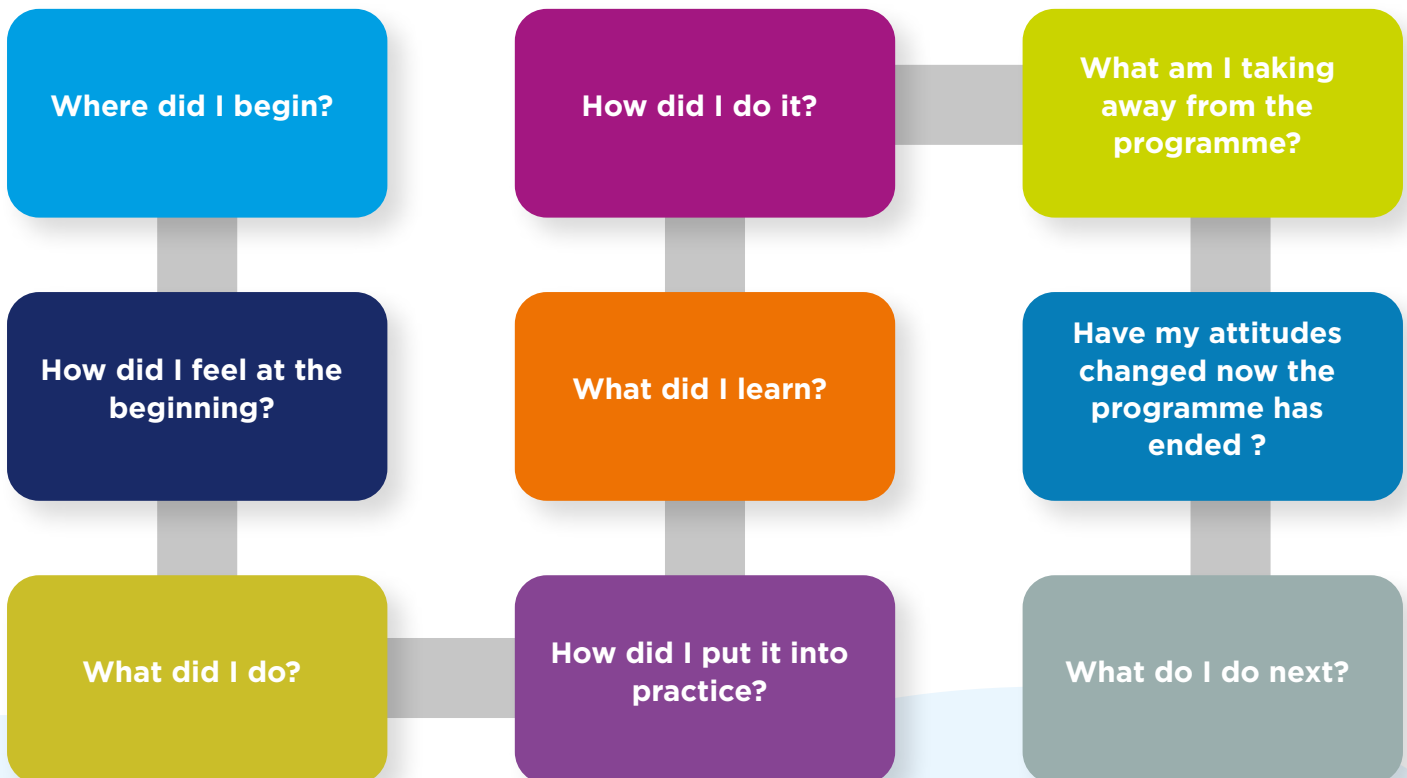 Where did I begin?
How did I feel at the
beginning?
What did I do?
How did I put it into
practice?
What did I learn?
How did I do it?
What am I taking
away from the
programme?
Have my attitudes
changed now the
programme has
ended ?
What do I do next?